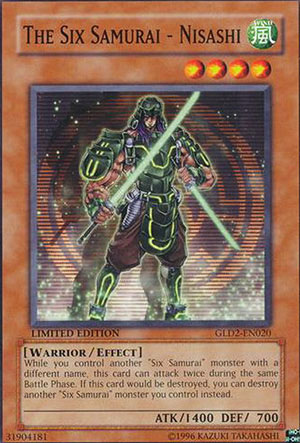 THE SIX SAMURAI - NISASHI
WIND
風
LIMITED EDITION
GLD2-EN020
[WARRIOR / EFFECT]
While you control another "Six Samurai" monster with a
different name, this card can attack twice during the same
Battle Phase. If this card would be destroyed, you can destroy
another "Six Samurai" monster you control instead.
ATK/1400 DEF/ 700
31904181
©1996 KAZUKI TAKAHASHI